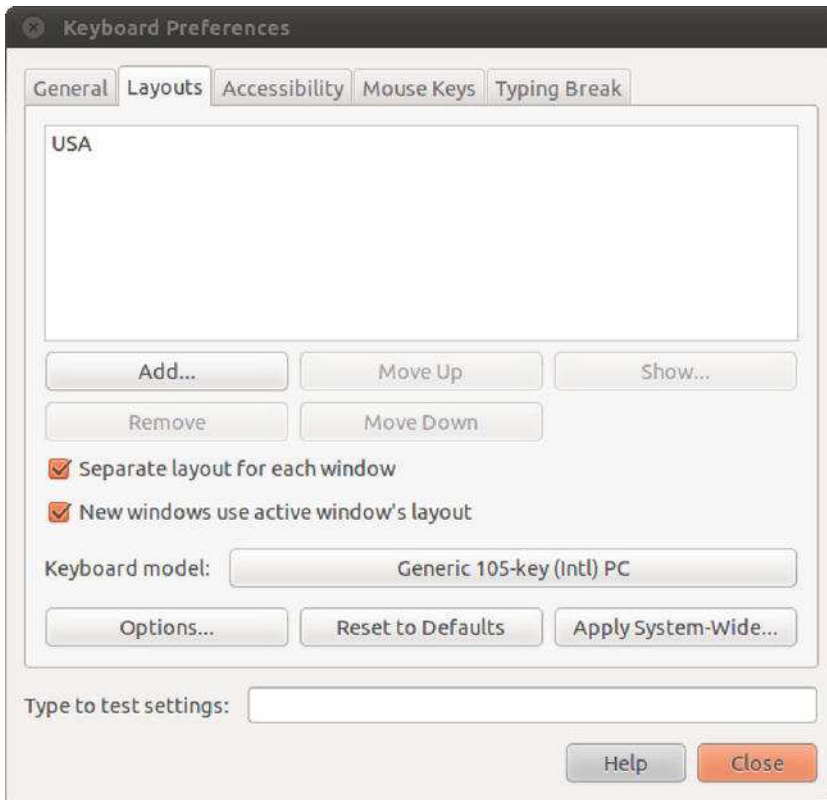 Keyboard Preferences
General Layouts Accessibility Mouse Keys Typing Break
USA
Add... Move Up Show...
Remove Move Down
Separate layout for each window
New windows use active window's layout
Keyboard model: Generic 105-key (Intl) PC
Options... Reset to Defaults Apply System-Wide...
Type to test settings:
Help Close